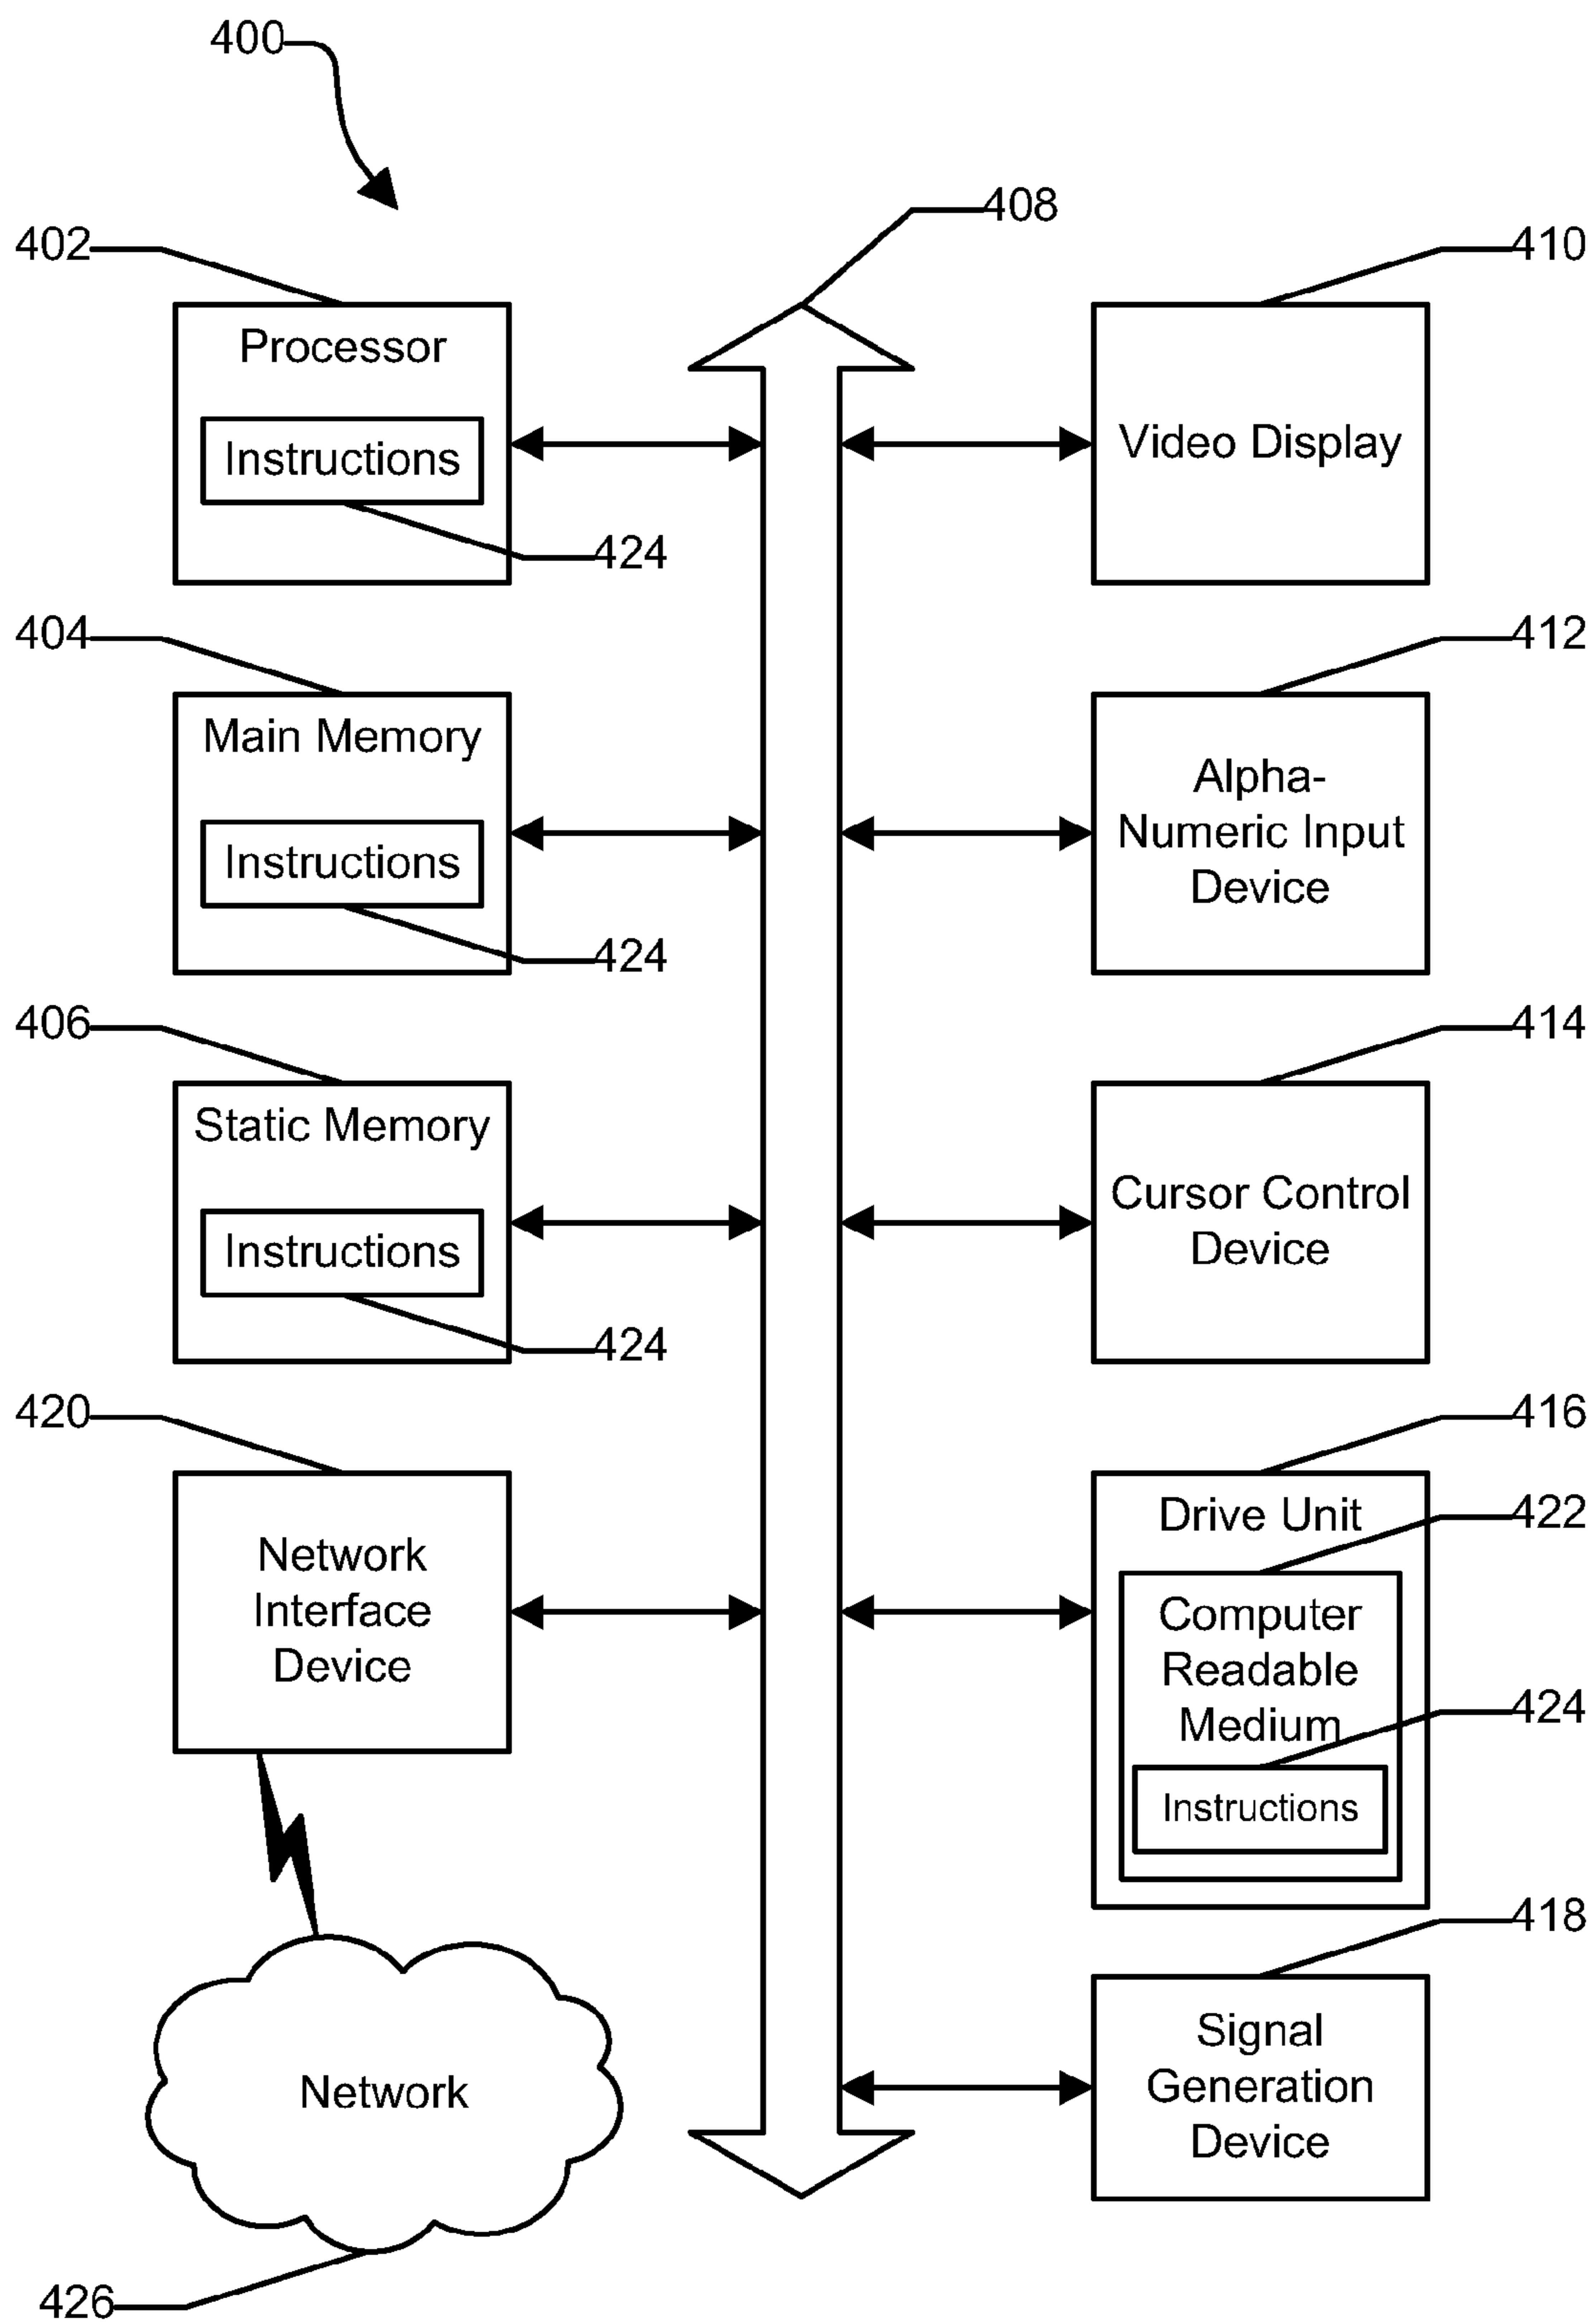 400
408
402
Processor
Instructions
424
410
Video Display
404
Main Memory
Instructions
424
412
Alpha-
Numeric Input
Device
406
Static Memory
Instructions
424
414
Cursor Control
Device
420
Network
Interface
Device
416
Drive Unit
422
Computer
Readable
Medium
424
Instructions
418
Signal
Generation
Device
Network
426